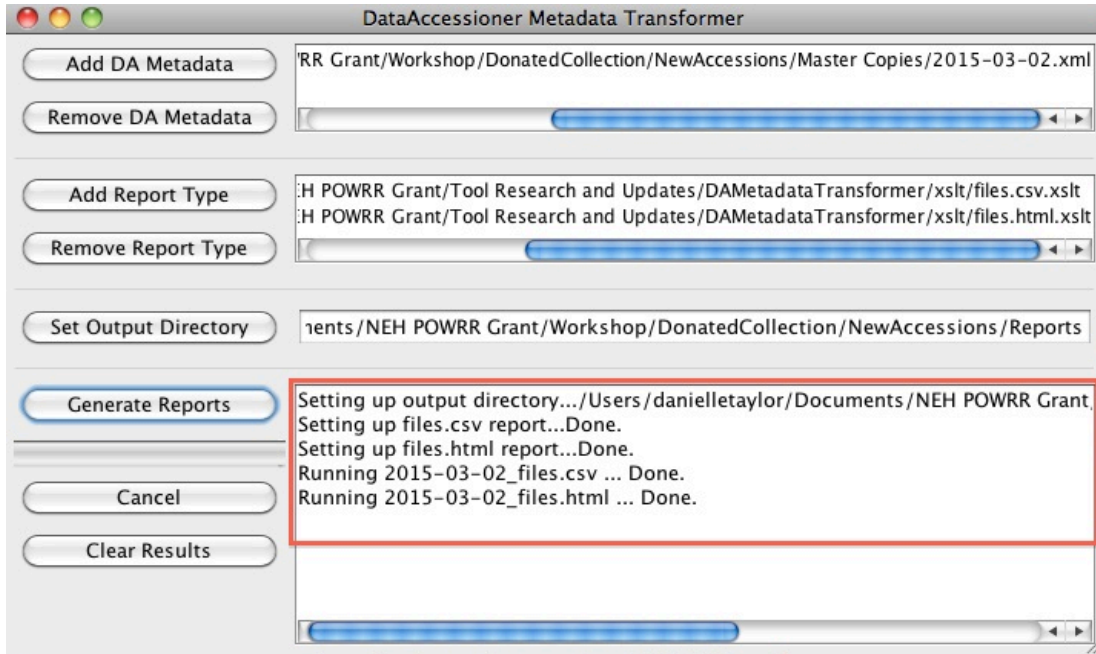 DataAccessioner Metadata Transformer
Add DA Metadata
RR Grant/Workshop/DonatedCollection/NewAccessions/Master Copies/2015-03-02.xml
Remove DA Metadata
Add Report Type
H POWRR Grant/Tool Research and Updates/DAMetadataTransformer/xslt/files.csv.xslt
H POWRR Grant/Tool Research and Updates/DAMetadataTransformer/xslt/files.html.xslt
Remove Report Type
Set Output Directory
nents/NEH POWRR Grant/Workshop/DonatedCollection/NewAccessions/Reports
Generate Reports
Setting up output directory.../Users/danielletaylor/Documents/NEH POWRR Grant
Setting up files.csv report...Done.
Setting up files.html report...Done.
Running 2015-03-02_files.csv ... Done.
Running 2015-03-02_files.html ... Done.
Cancel
Clear Results